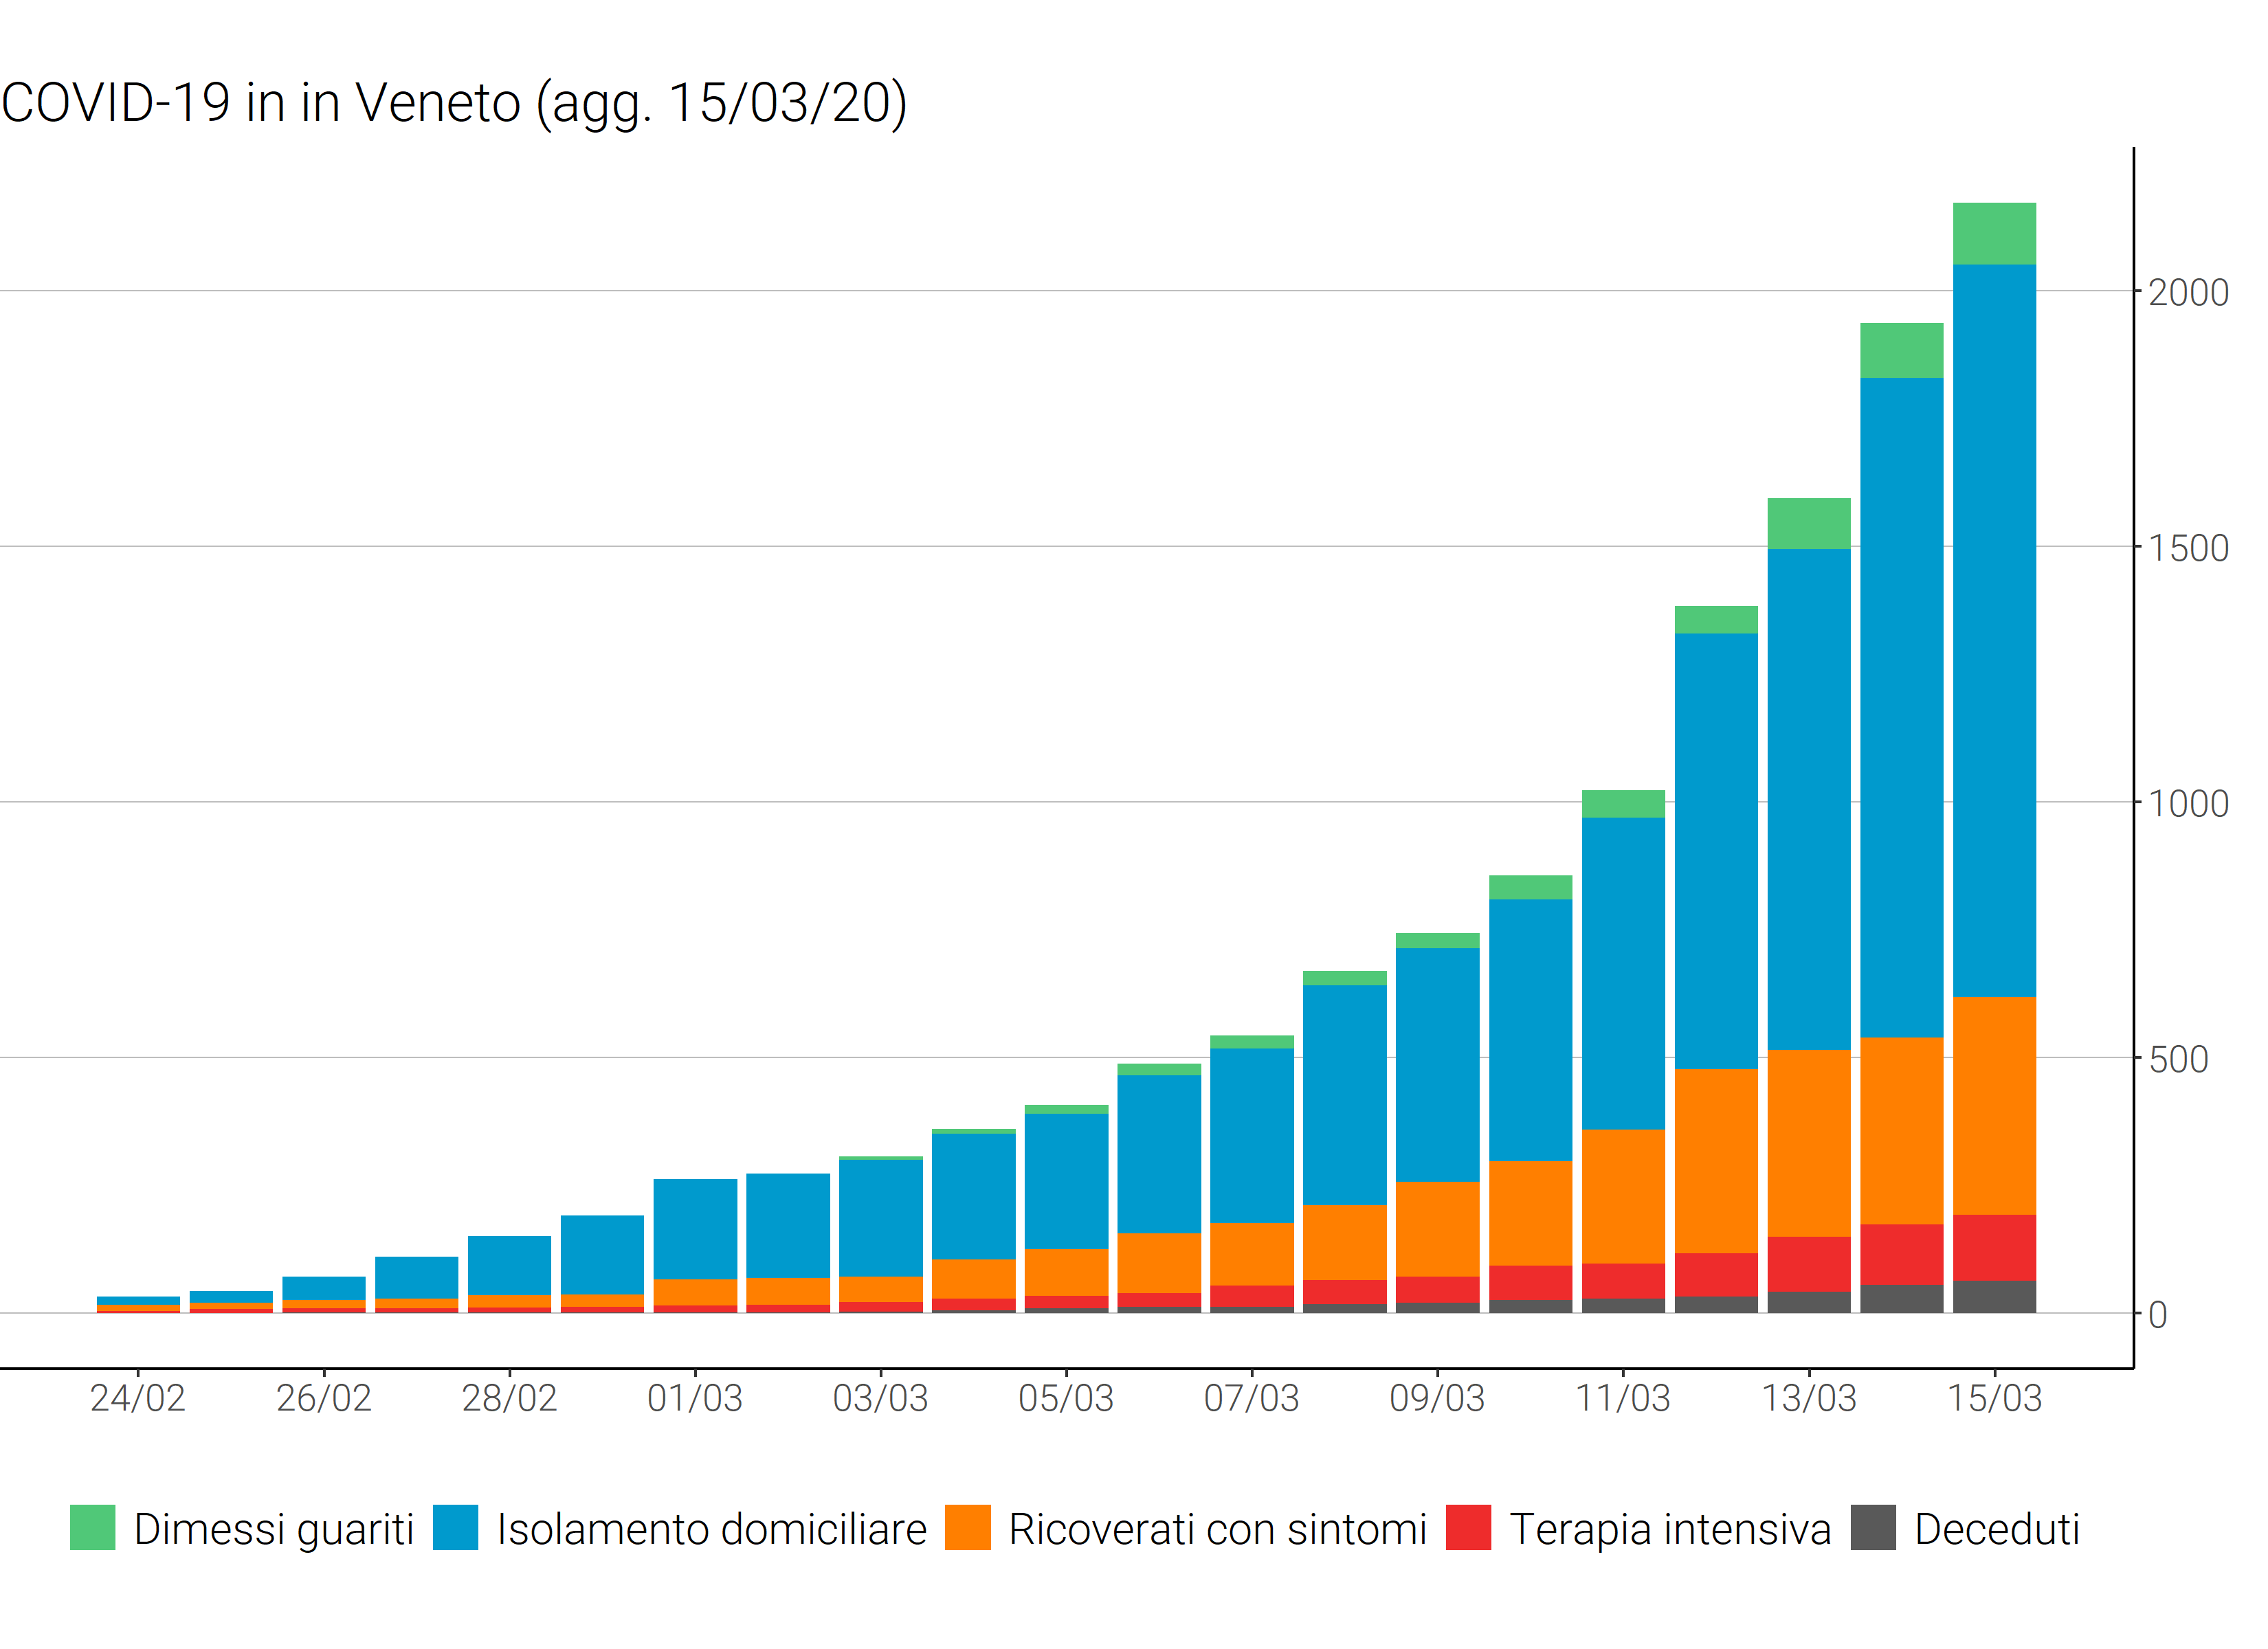 COVID-19 in in Veneto (agg. 15/03/20)
2000
1500
1000
500
0
24/02 26/02 28/02 01/03 03/03 05/03 07/03 09/03 11/03 13/03 15/03
Dimessi guariti Isolamento domiciliare Ricoverati con sintomi Terapia intensiva Deceduti